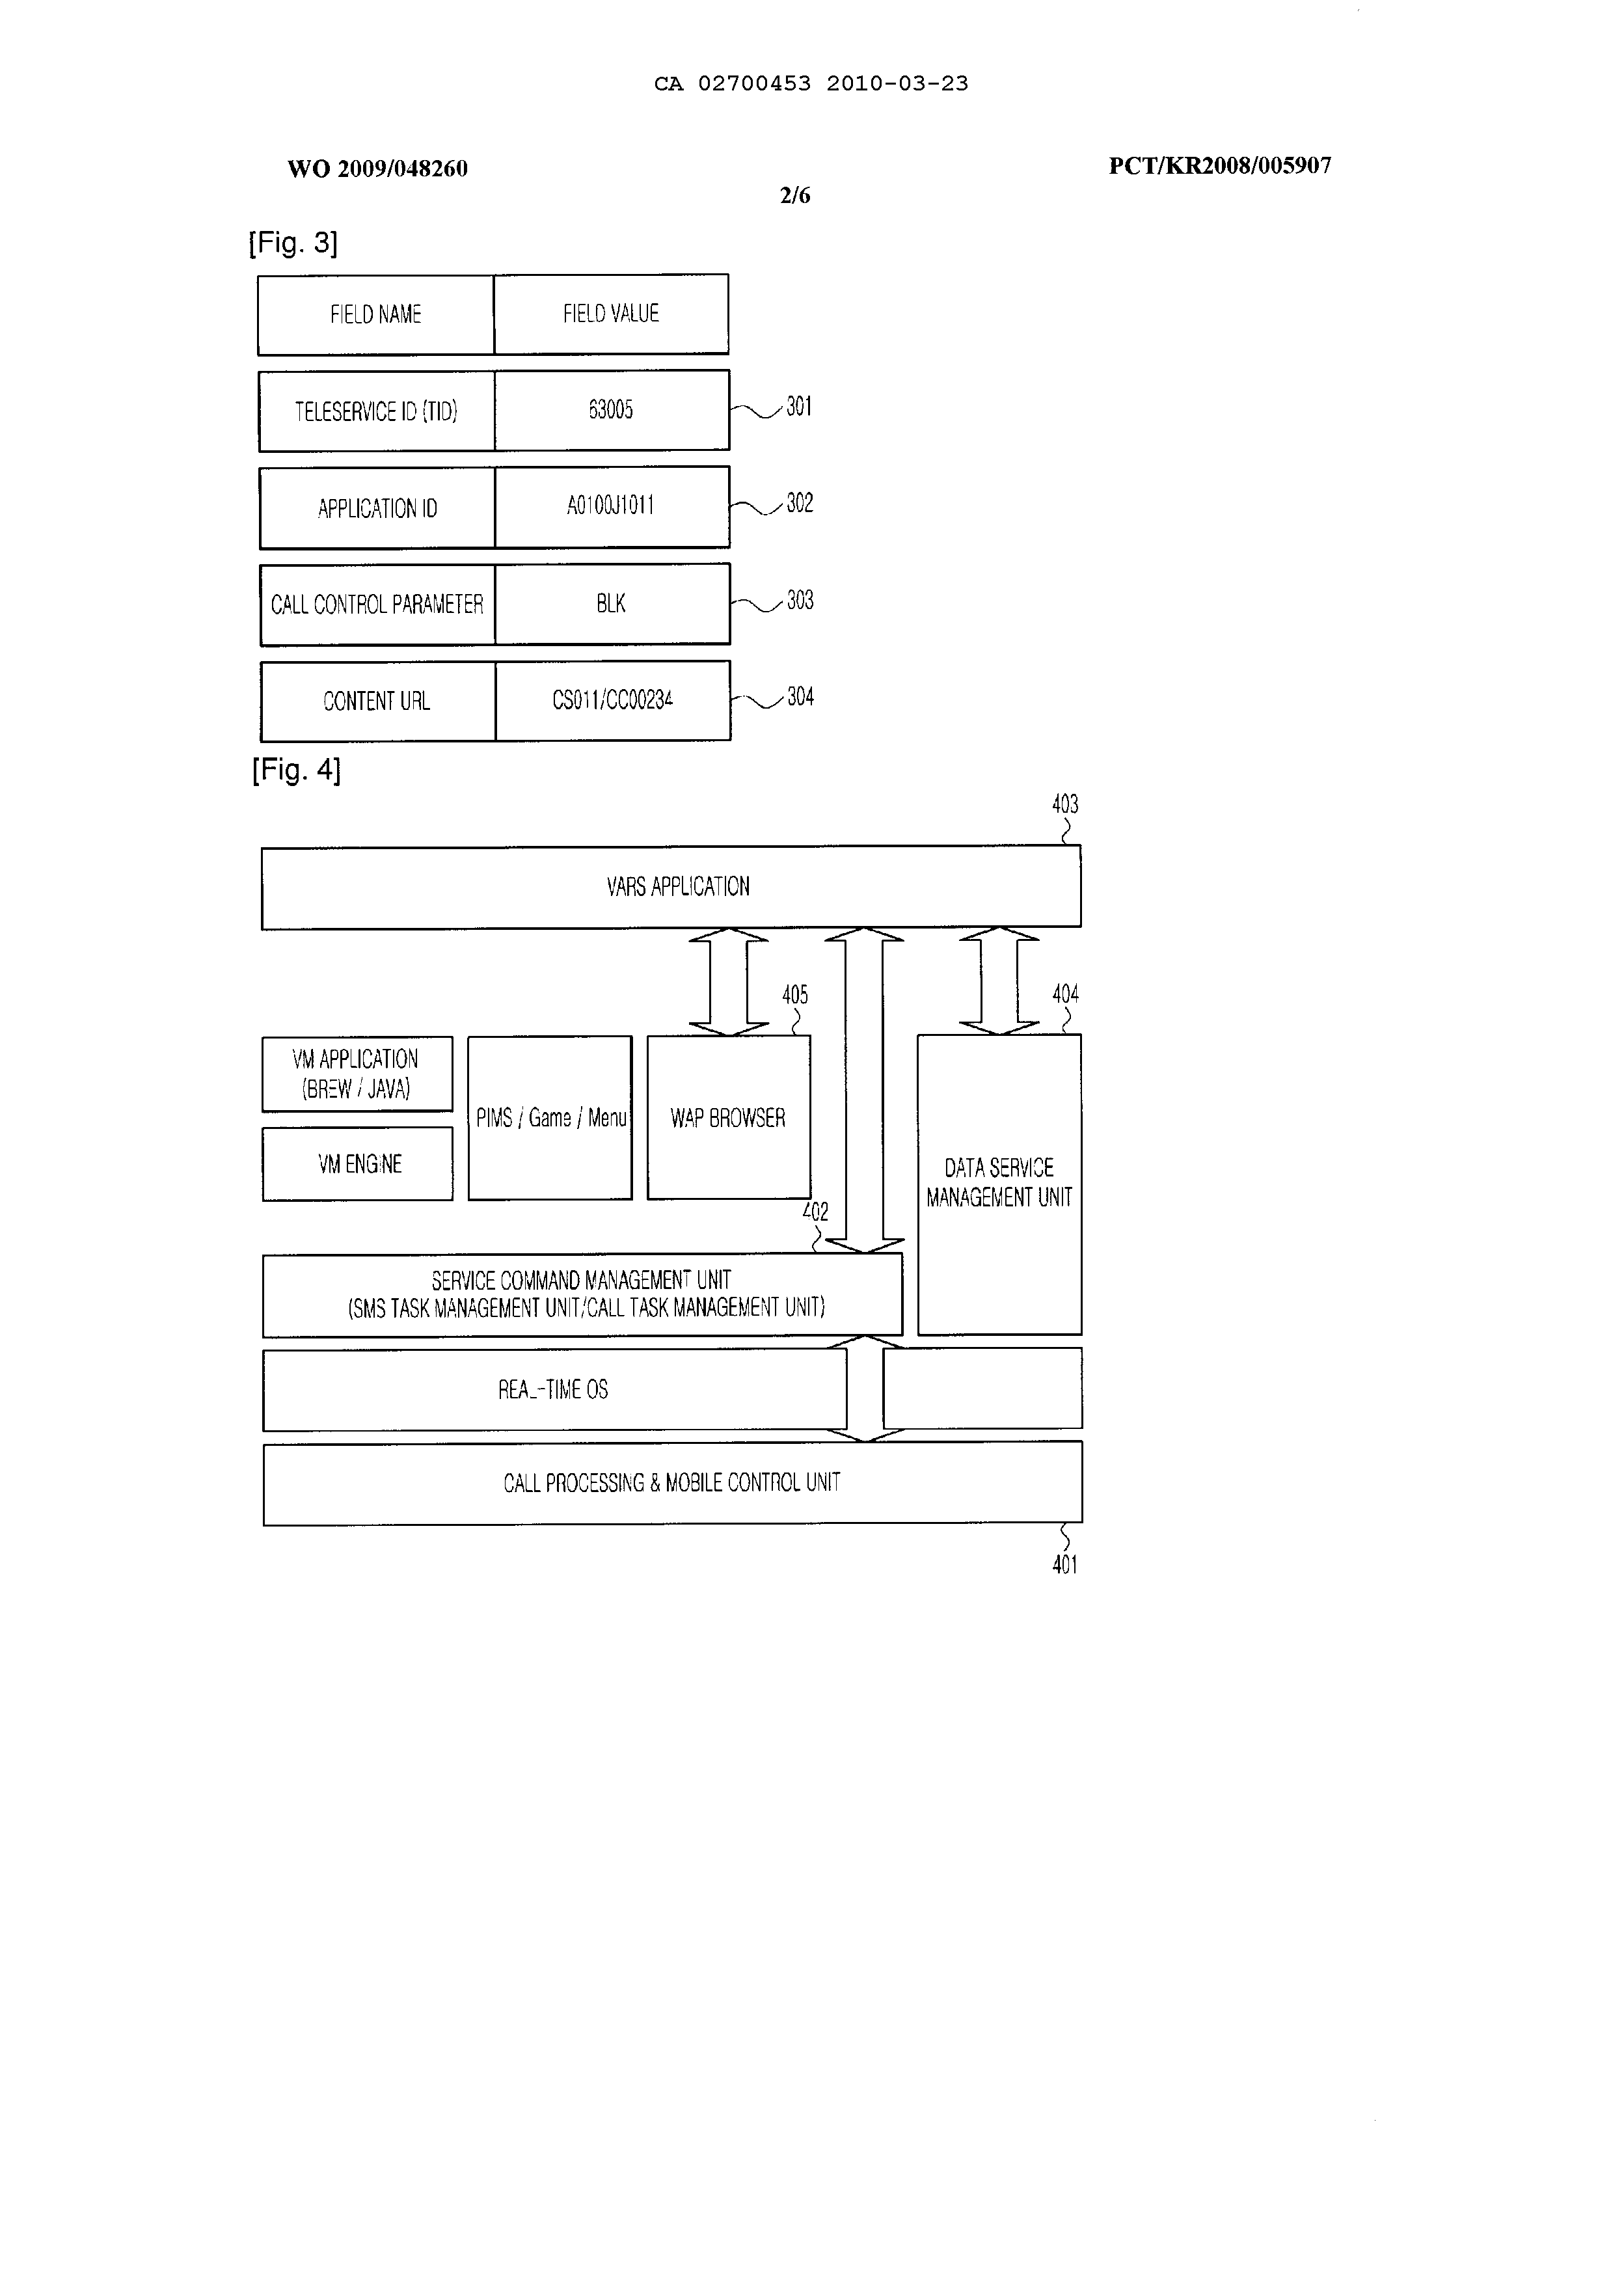 CA 02700453 2010-03-23
WO 2009/048260
PCT/KR2008/005907
2/6
[Fig. 3]
FIELD NAME
FIELD VALUE
TELESERVICE ID (TID)
63005
301
APPLICATION ID
A0100J1011
302
CALL CONTROL PARAMETER
BLK
303
CONTENT URL
CS011/CC00234
304
[Fig. 4]
403
VARS APPLICATION
405
404
VM APPLICATION
(BREW / JAVA)
VM ENGINE
PIMS / Game / Menu
WAP BROWSER
DATA SERVICE
MANAGEMENT UNIT
402
SERVICE COMMAND MANAGEMENT UNIT
(SMS TASK MANAGEMENT UNIT/CALL TASK MANAGEMENT UNIT)
REAL-TIME OS
CALL PROCESSING & MOBILE CONTROL UNIT
401